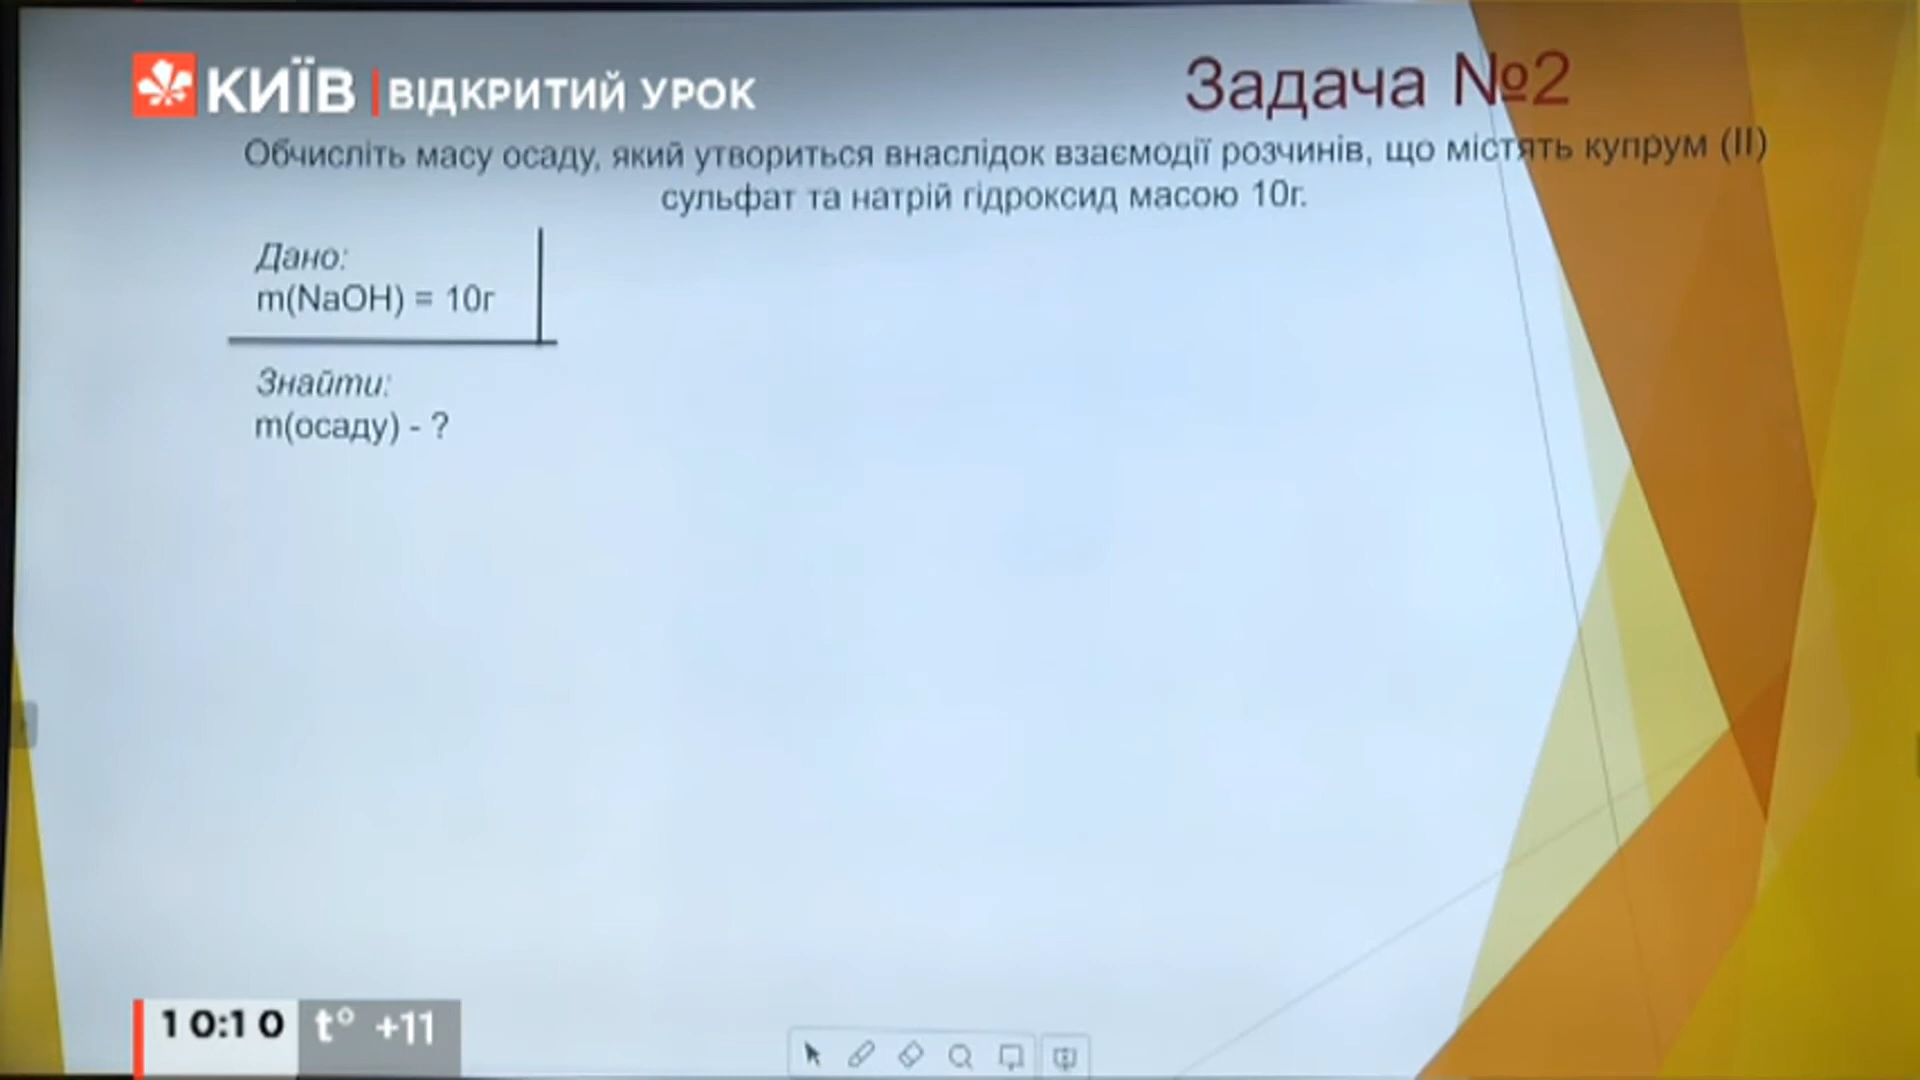 КИЇВ | ВІДКРИТИЙ УРОК
Задача №2
Обчисліть масу осаду, який утвориться внаслідок взаємодії розчинів, що містять купрум (ІІ)
сульфат та натрій гідроксид масою 10г.
Дано:
m(NaOH) = 10г
Знайти:
m(осаду) - ?
10:10 t° +11